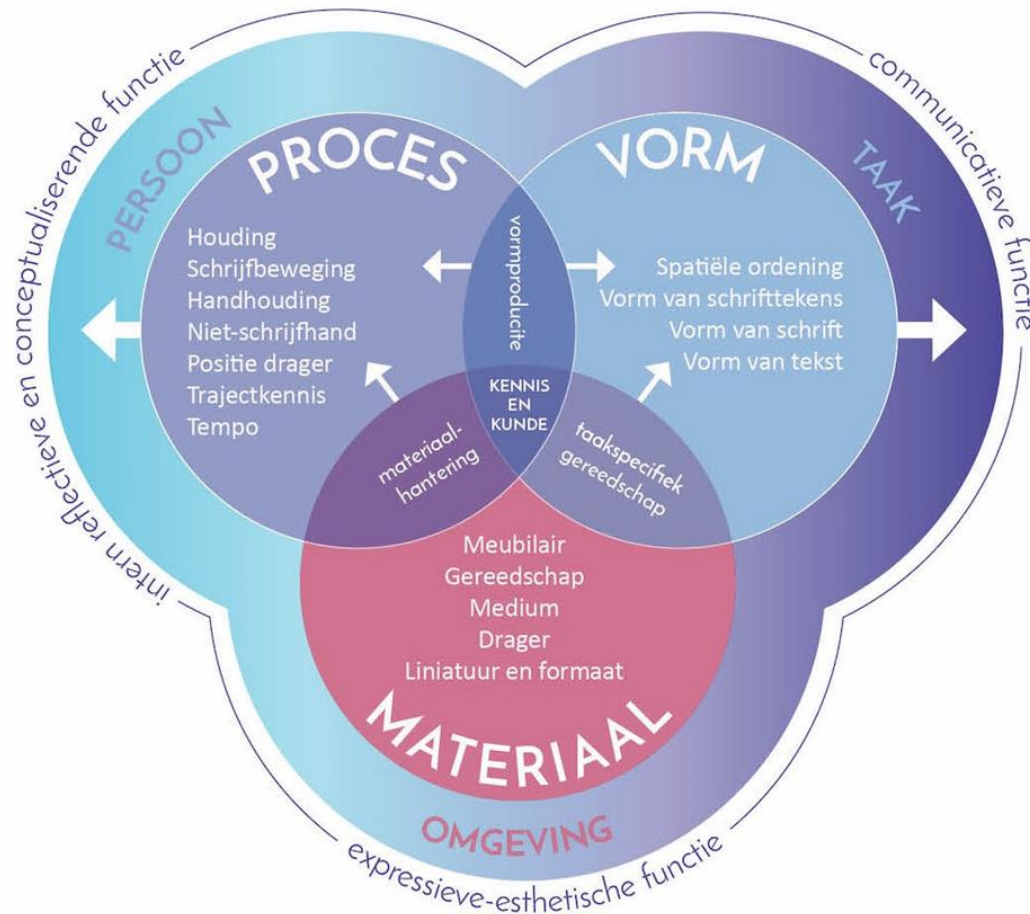 intern reflectieve en conceptualiserende functie
communicatieve functie
expressieve-esthetische functie
PERSOON
TAAK
OMGEVING
PROCES
Houding
Schrijfbeweging
Handhouding
Niet-schrijfhand
Positie drager
Trajectkennis
Tempo
VORM
Spatiële ordening
Vorm van schrifttekens
Vorm van schrift
Vorm van tekst
vormproducite
KENNIS
EN
KUNDE
materiaal-
hantering
taakspecifiek
gereedschap
Meubilair
Gereedschap
Medium
Drager
Liniatuur en formaat
MATERIAAL